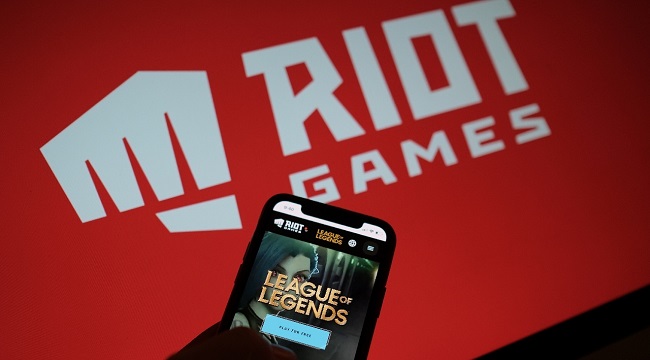 RIOT
GAMES
RIOT
GAMES
LEAGUE OF
LEGENDS
LEAGUE OF
LEGENDS
PLAY FOR FREE